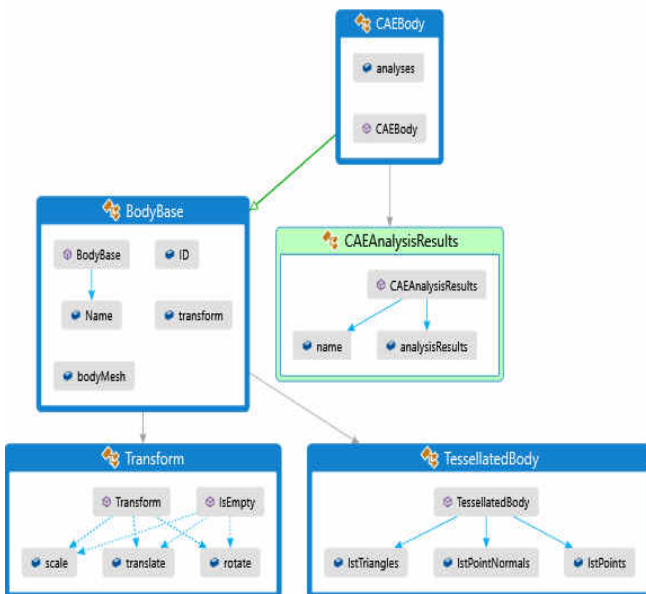 CAEBody
analyses
CAEBody
BodyBase
BodyBase ID
Name transform
bodyMesh
CAEAnalysisResults
CAEAnalysisResults
name analysisResults
Transform
Transform IsEmpty
scale translate rotate
TessellatedBody
TessellatedBody
lstTriangles lstPointNormals lstPoints